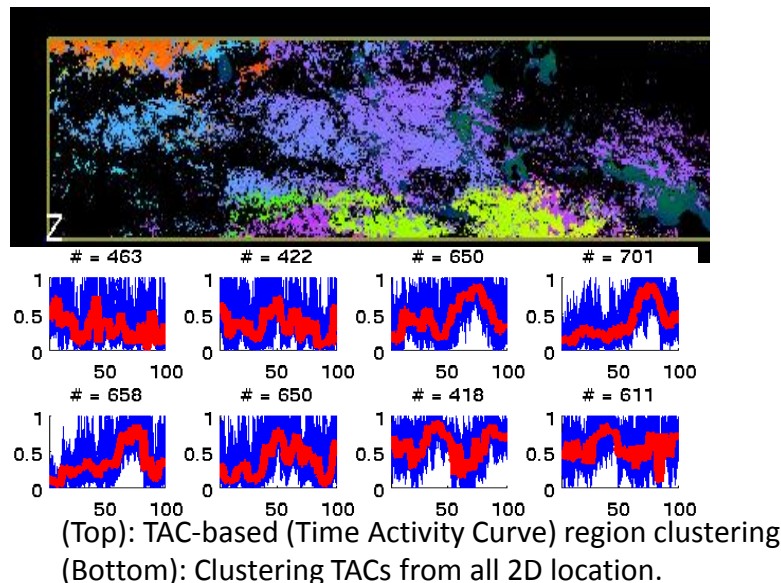 Z
# = 463 # = 422 # = 650 # = 701
1 1 1 1
0.5 0.5 0.5 0.5
0 0 0 0
50 100 50 100 50 100 50 100
# = 658 # = 650 # = 418 # = 611
1 1 1 1
0.5 0.5 0.5 0.5
0 0 0 0
50 100 50 100 50 100 50 100
(Top): TAC-based (Time Activity Curve) region clustering
(Bottom): Clustering TACs from all 2D location.